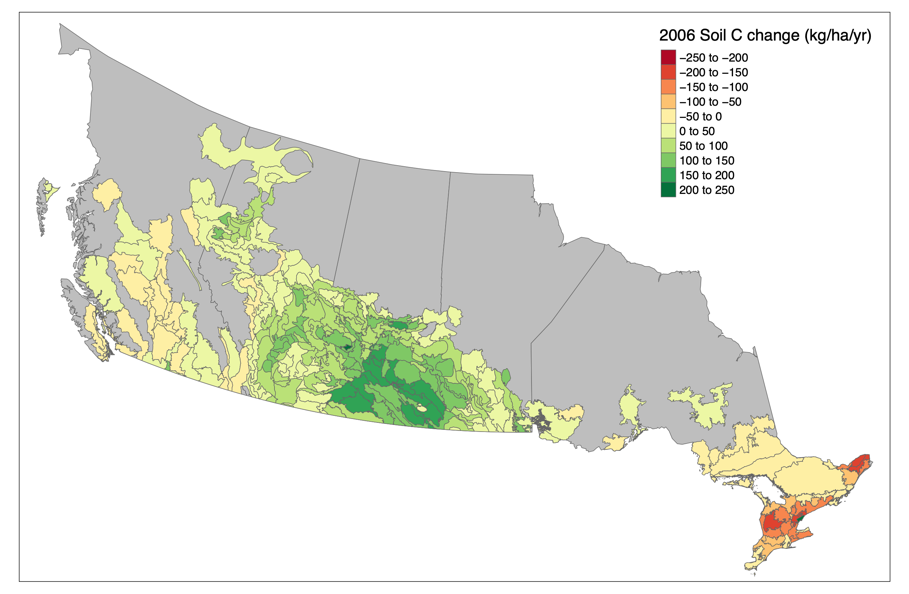 2006 Soil C change (kg/ha/yr)
−250 to −200
−200 to −150
−150 to −100
−100 to −50
−50 to 0
0 to 50
50 to 100
100 to 150
150 to 200
200 to 250